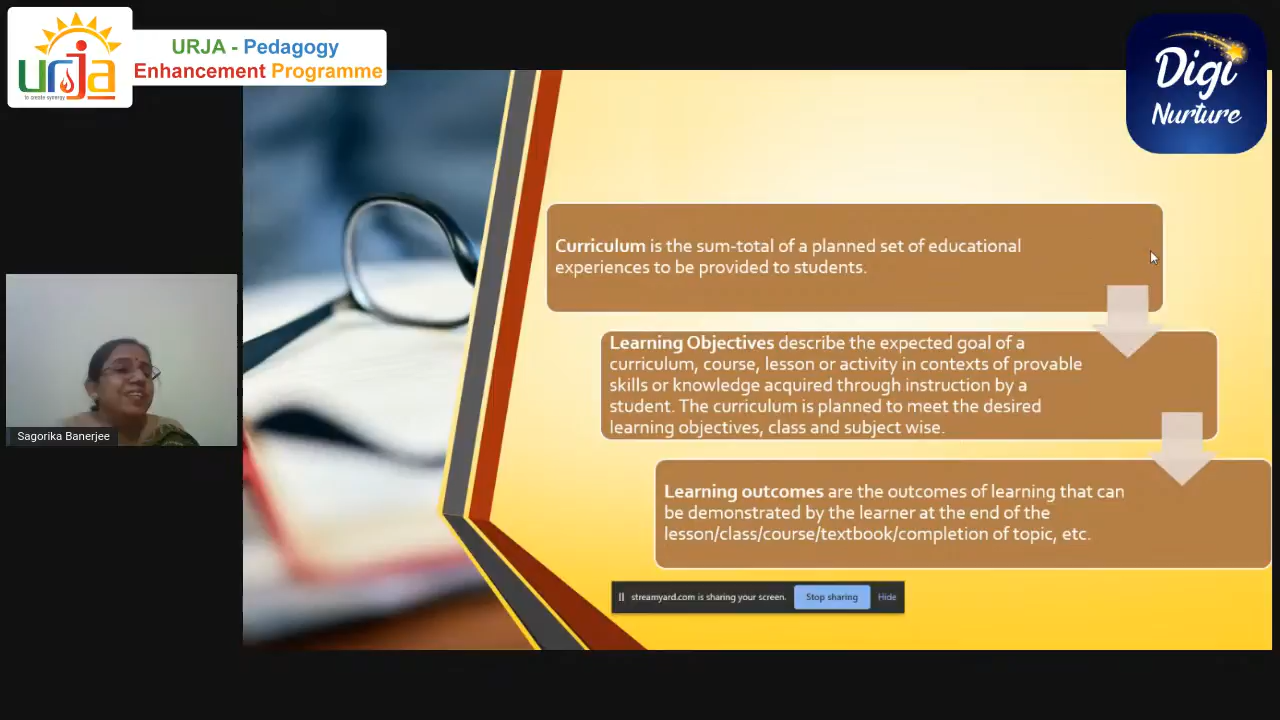 urja
to create synergy
URJA - Pedagogy
Enhancement Programme
Digi
Nurture
Curriculum is the sum-total of a planned set of educational
experiences to be provided to students.
Learning Objectives describe the expected goal of a
curriculum, course, lesson or activity in contexts of provable
skills or knowledge acquired through instruction by a
student. The curriculum is planned to meet the desired
learning objectives, class and subject wise.
Learning outcomes are the outcomes of learning that can
be demonstrated by the learner at the end of the
lesson/class/course/textbook/completion of topic, etc.
Sagorika Banerjee
streamyard.com is sharing your screen. Stop sharing Hide